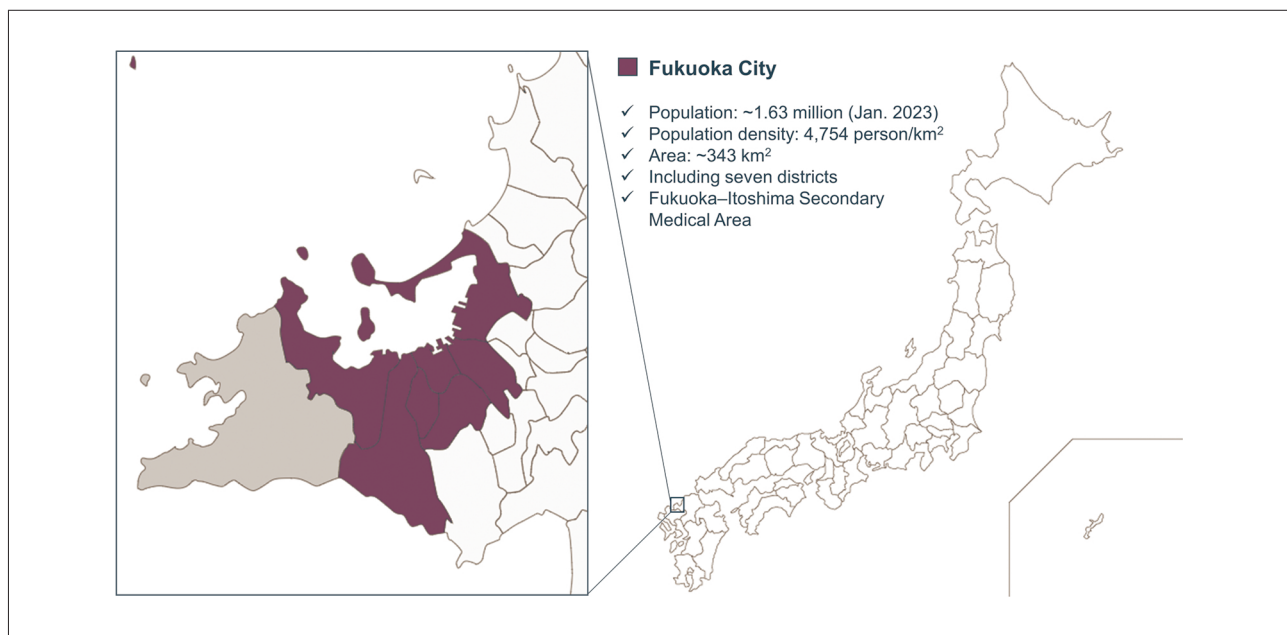 Fukuoka City
✓ Population: ~1.63 million (Jan. 2023)
✓ Population density: 4,754 person/km²
✓ Area: ~343 km²
✓ Including seven districts
✓ Fukuoka–Itoshima Secondary
Medical Area